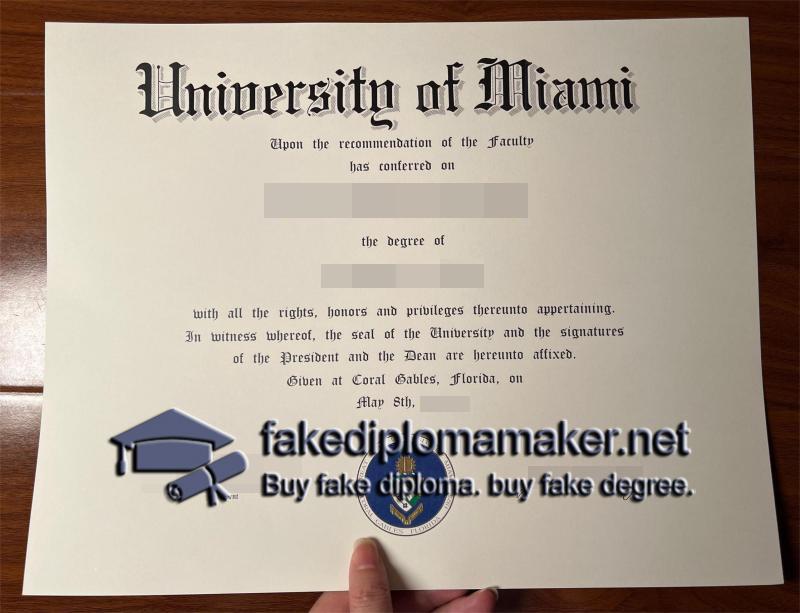 University of Miami
Upon the recommendation of the Faculty
has conferred on
the degree of
with all the rights, honors and privileges thereunto appertaining.
In witness whereof, the seal of the University and the signatures
of the President and the Dean are hereunto affixed.
Given at Coral Gables, Florida, on
May 8th,
fakediplomamaker.net
Buy fake diploma. buy fake degree.
GABLES FLORIDA